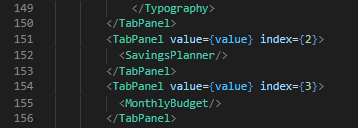 149 </Typography>
150 </TabPanel>
151 <TabPanel value={value} index={2}>
152 <SavingsPlanner/>
153 </TabPanel>
154 <TabPanel value={value} index={3}>
155 <MonthlyBudget/>
156 </TabPanel>